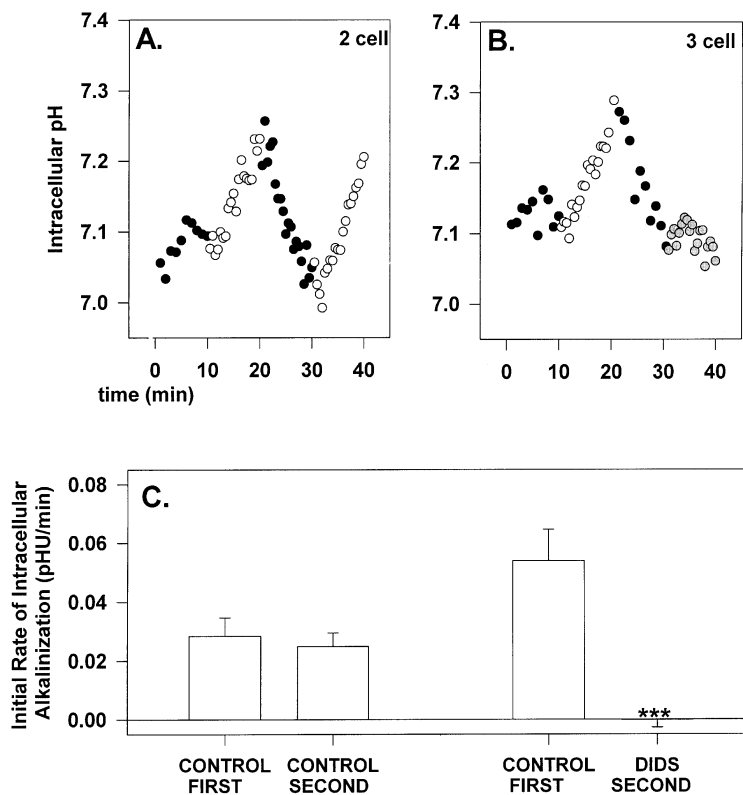 7.4
7.3
7.2
7.1
7.0
Intracellular pH
A.
2 cell
0 10 20 30 40
time (min)
7.4
7.3
7.2
7.1
7.0
B.
3 cell
0 10 20 30 40
Initial Rate of Intracellular
Alkalinization (pHU/min)
0.08
0.06
0.04
0.02
0.00
C.
***
CONTROL
FIRST
CONTROL
SECOND
CONTROL
FIRST
DIDS
SECOND